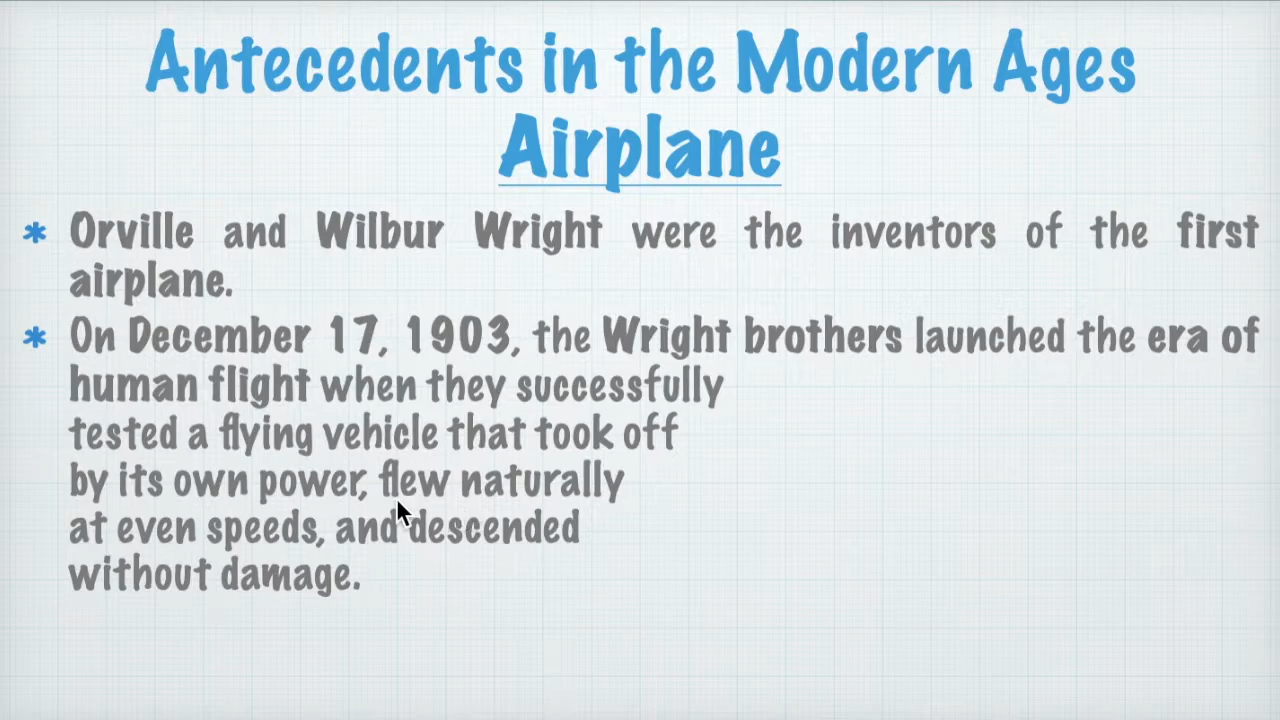 Antecedents in the Modern Ages
Airplane
* Orville and Wilbur Wright were the inventors of the first
airplane.
* On December 17, 1903, the Wright brothers launched the era of
human flight when they successfully
tested a flying vehicle that took off
by its own power, flew naturally
at even speeds, and descended
without damage.